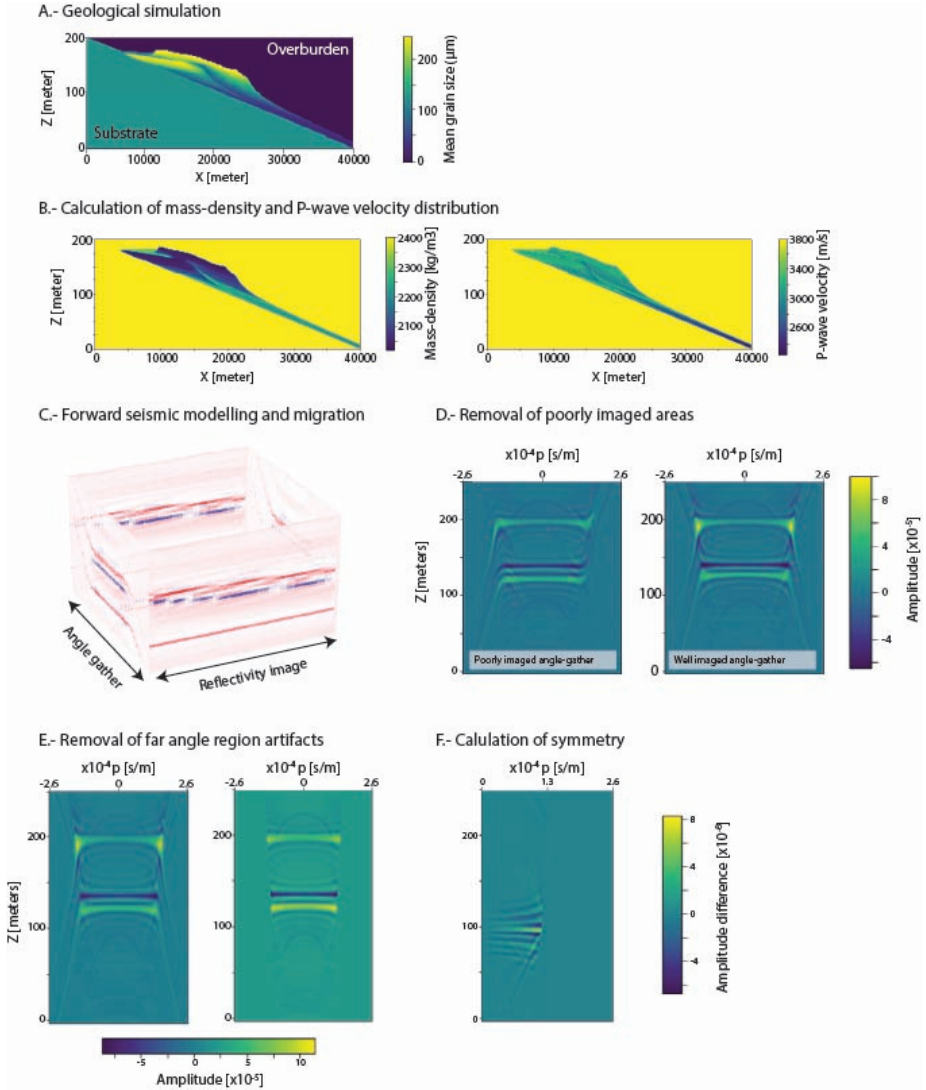 A.- Geological simulation
200
100
0
Z [meter]
Overburden
Substrate
0 10000 20000 30000 40000
X [meter]
200
100
0
Mean grain size (μm)
B.- Calculation of mass-density and P-wave velocity distribution
200
100
0
Z [meter]
0 10000 20000 30000 40000
X [meter]
2400
2300
2200
2100
Mass-density [kg/m3]
200
100
0
Z [meter]
0 10000 20000 30000 40000
X [meter]
3800
3400
3000
2600
P-wave velocity [m/s]
C.- Forward seismic modelling and migration
Angle gather
Reflectivity image
D.- Removal of poorly imaged areas
x10⁻⁴ p [s/m]
-2.6 0 2.6
200
100
0
Z [meters]
Poorly imaged angle-gather
x10⁻⁴ p [s/m]
-2.6 0 2.6
200
100
0
Well imaged angle-gather
8
4
0
-4
Amplitude [x10⁻⁵]
E.- Removal of far angle region artifacts
x10⁻⁴ p [s/m]
-2.6 0 2.6
200
100
0
Z [meters]
x10⁻⁴ p [s/m]
-2.6 0 2.6
200
100
0
-5 0 5 10
Amplitude [x10⁻⁵]
F.- Calulation of symmetry
x10⁻⁴ p [s/m]
0 1.3 2.6
200
100
0
8
4
0
-4
Amplitude difference [x10⁻⁶]